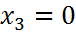 x₃ = 0